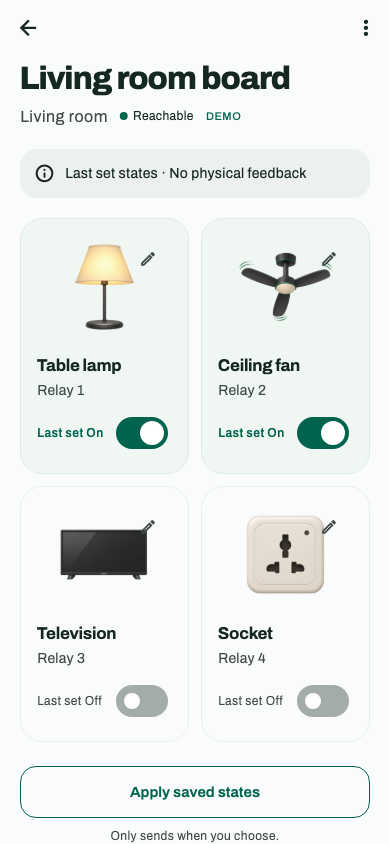 Living room board
Living room Reachable DEMO
Last set states · No physical feedback
Table lamp
Relay 1
Last set On
Ceiling fan
Relay 2
Last set On
Television
Relay 3
Last set Off
Socket
Relay 4
Last set Off
Apply saved states
Only sends when you choose.